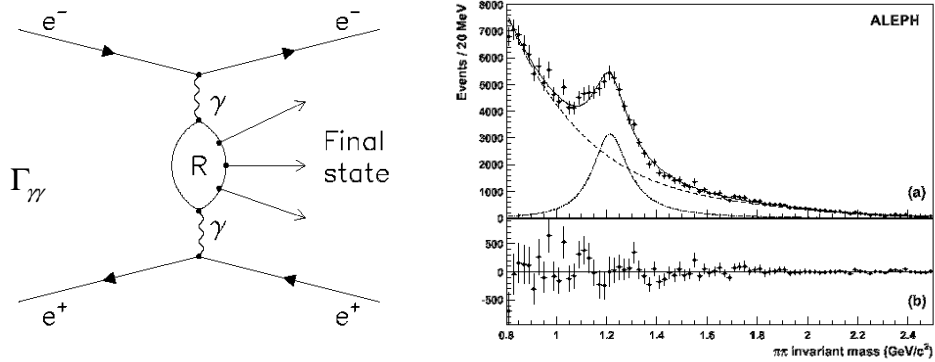 e⁻ e⁻
γ
R
Final
state
Γγγ
γ
e⁺ e⁺
Events / 20 MeV
8000
7000
6000
5000
4000
3000
2000
1000
0
ALEPH
(a)
500
0
-500
(b)
0.8 1 1.2 1.4 1.6 1.8 2 2.2 2.4
ππ invariant mass (GeV/c²)